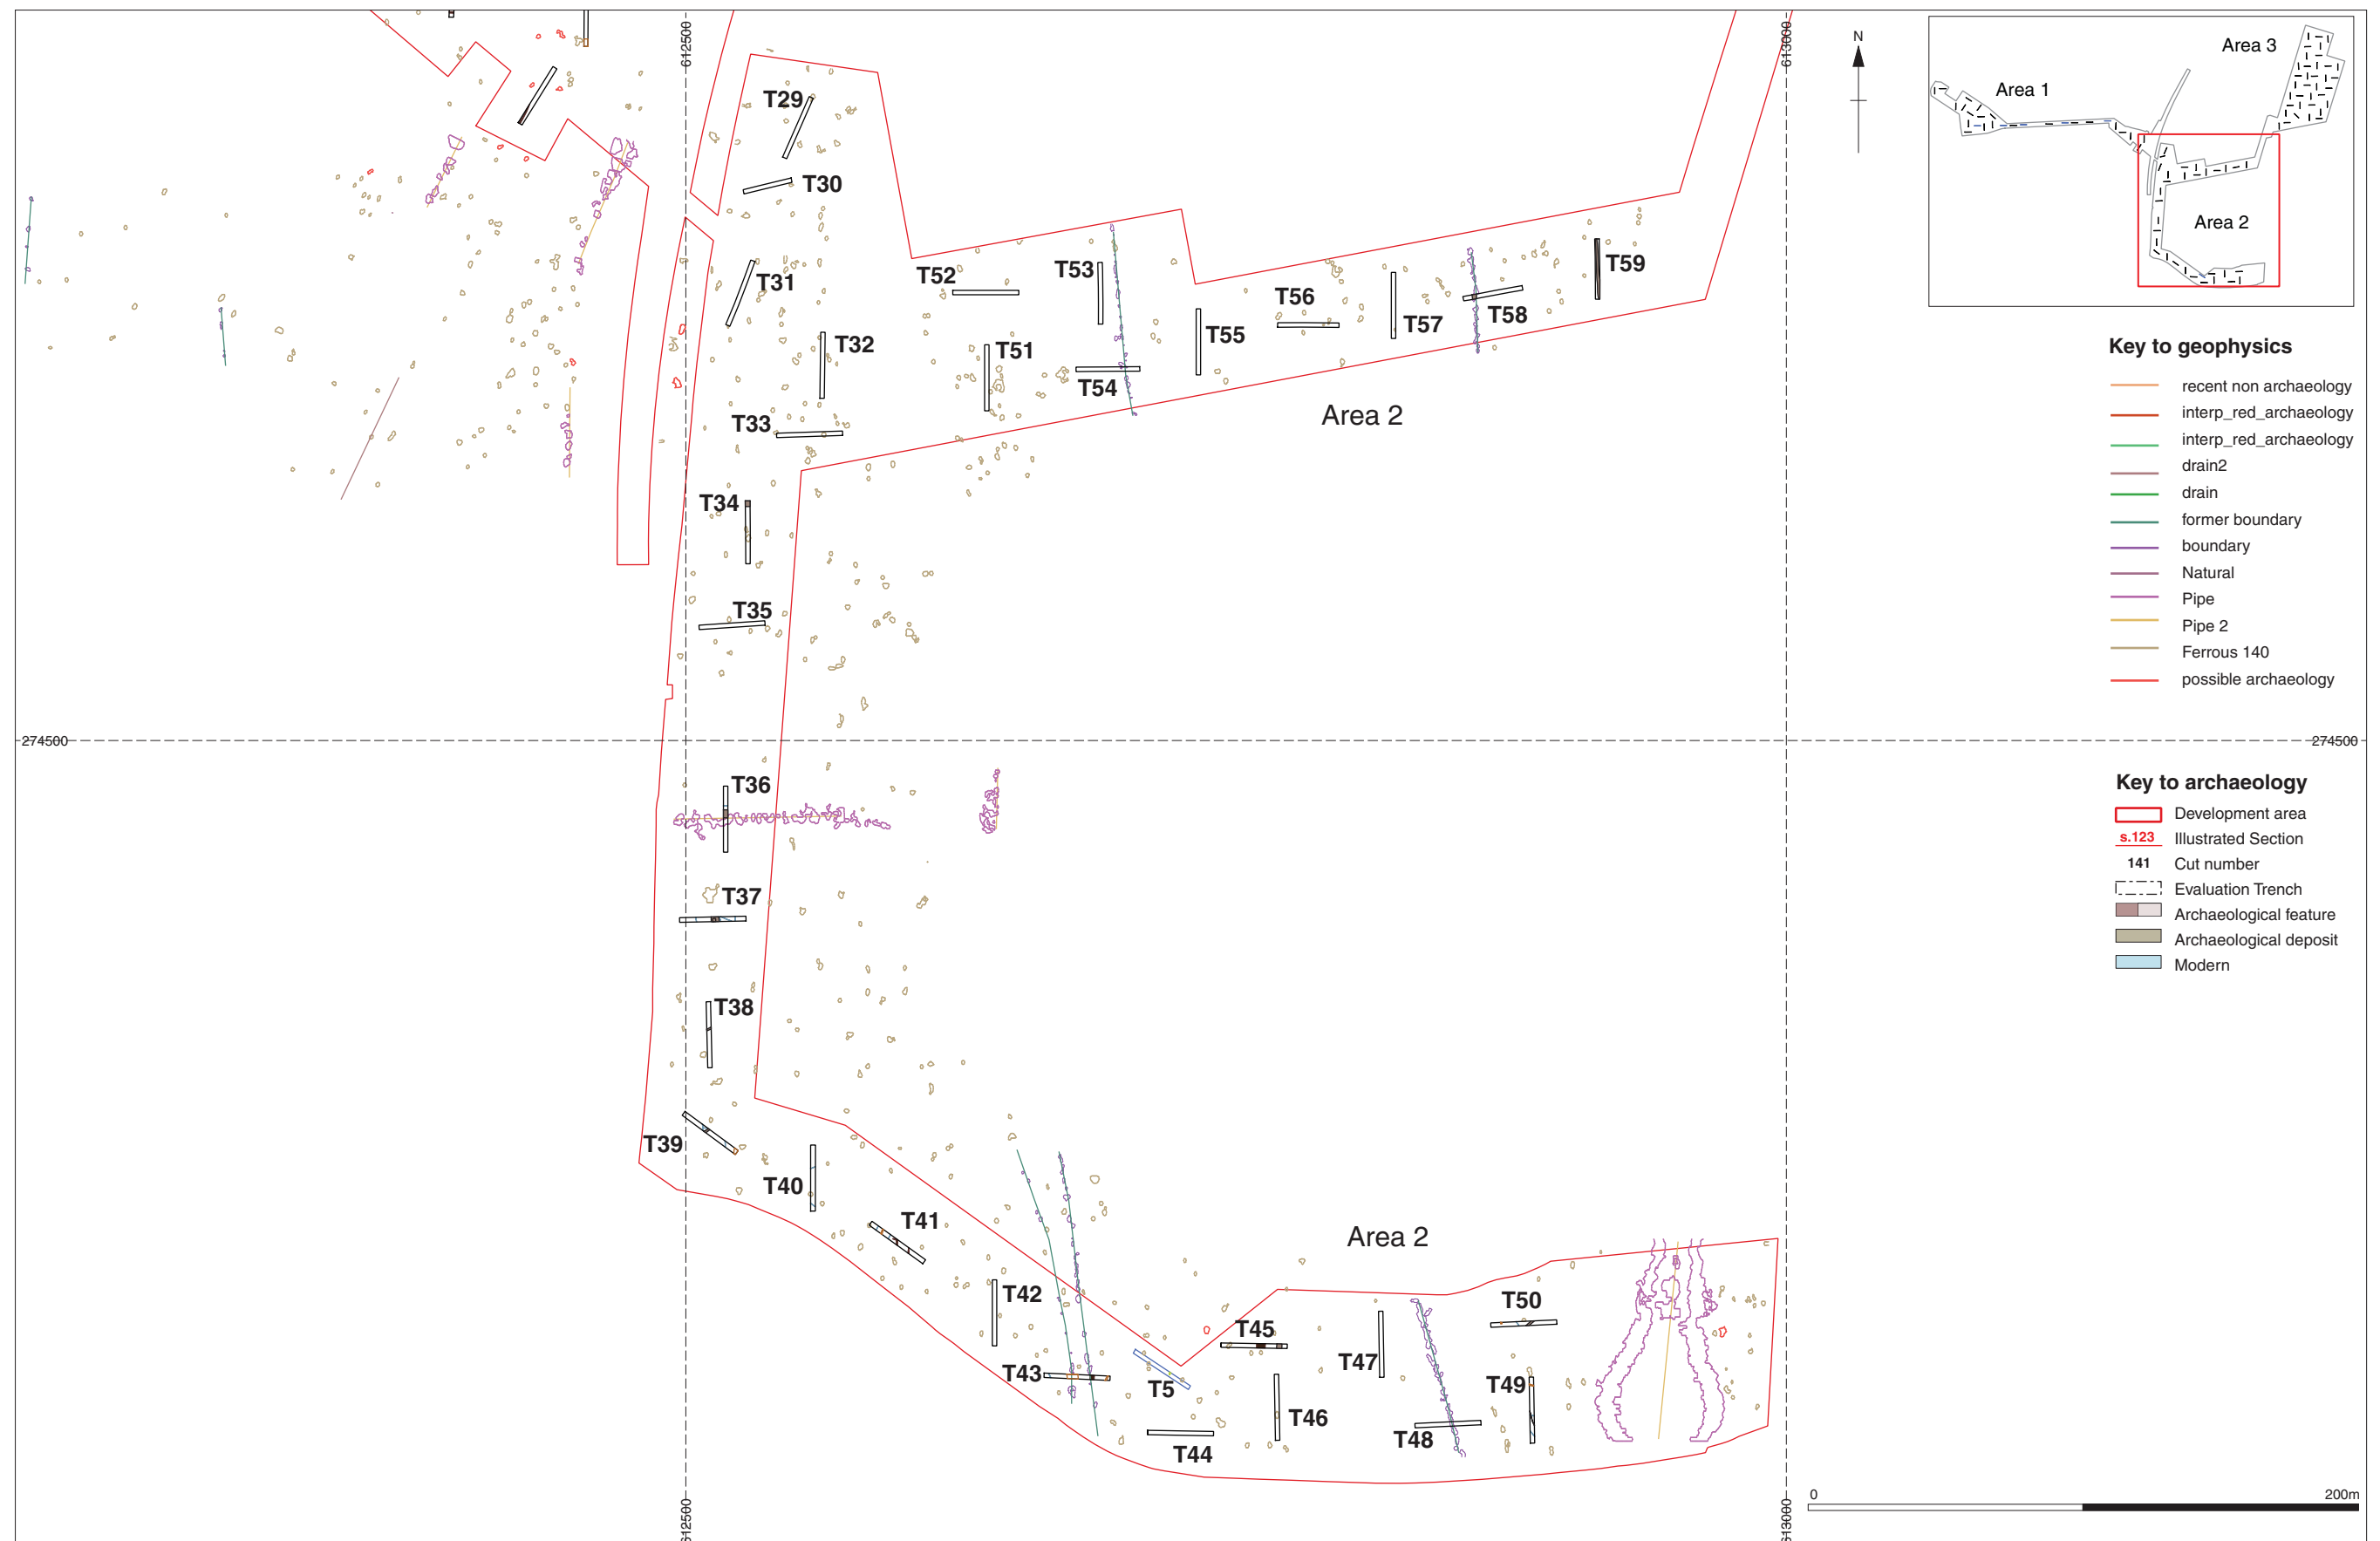 612500
613000
N
Area 3
Area 1
Area 2
T29
T30
T31
T32
T33
T34
T35
T52
T53
T51
T54
T55
T56
T57
T58
T59
Area 2
Key to geophysics
recent non archaeology
interp_red_archaeology
interp_red_archaeology
drain2
drain
former boundary
boundary
Natural
Pipe
Pipe 2
Ferrous 140
possible archaeology
274500
274500
T36
T37
T38
T39
T40
T41
T42
T43
T5
T44
T45
T46
T47
T48
T49
T50
Area 2
Key to archaeology
Development area
s.123 Illustrated Section
141 Cut number
Evaluation Trench
Archaeological feature
Archaeological deposit
Modern
612500
613000
0 200m